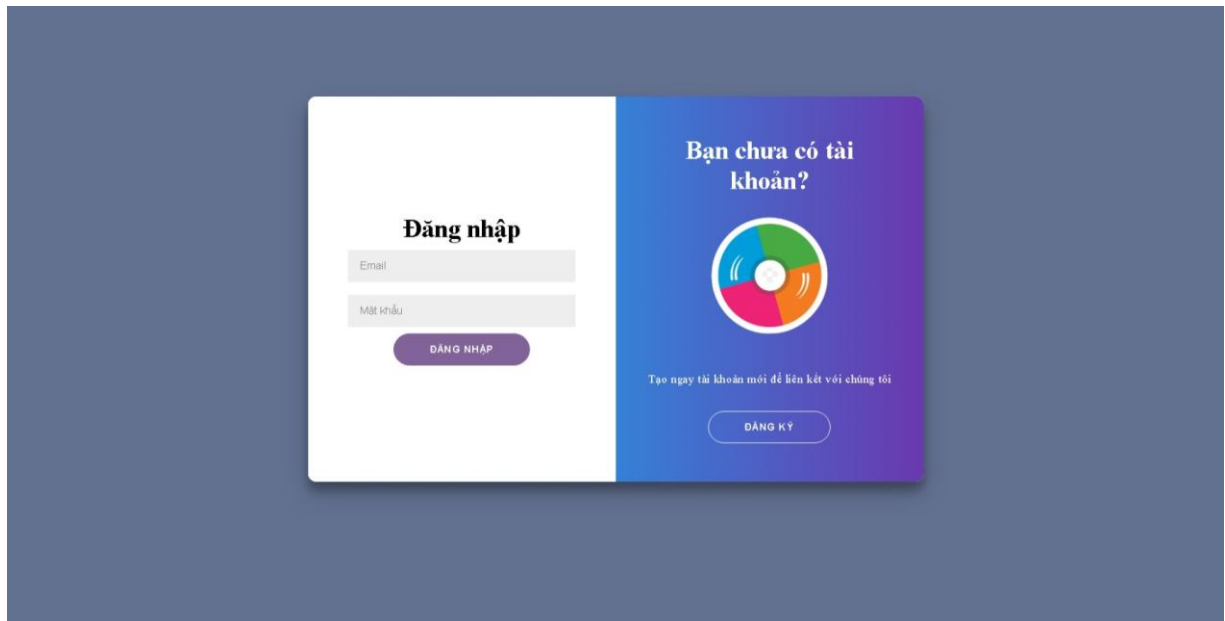 Đăng nhập
Email
Mật khẩu
ĐĂNG NHẬP
Bạn chưa có tài
khoản?
Tạo ngay tài khoản mới để liên kết với chúng tôi
ĐĂNG KÝ